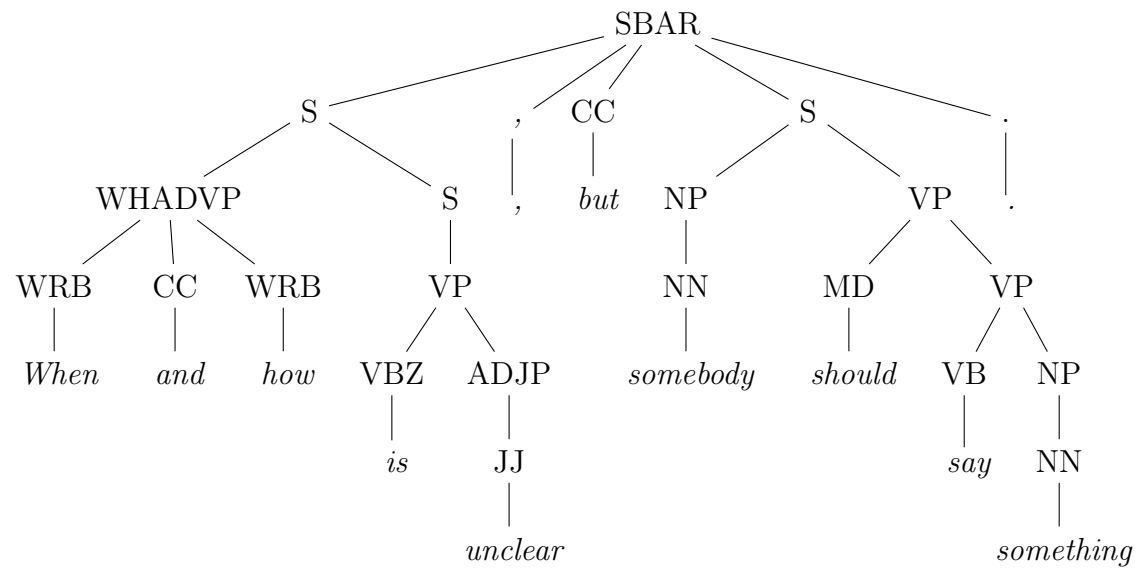 SBAR
S , CC S .
WHADVP S , but NP VP .
WRB CC WRB VP NN MD VP
When and how VBZ ADJP somebody should VB NP
is JJ say NN
unclear something